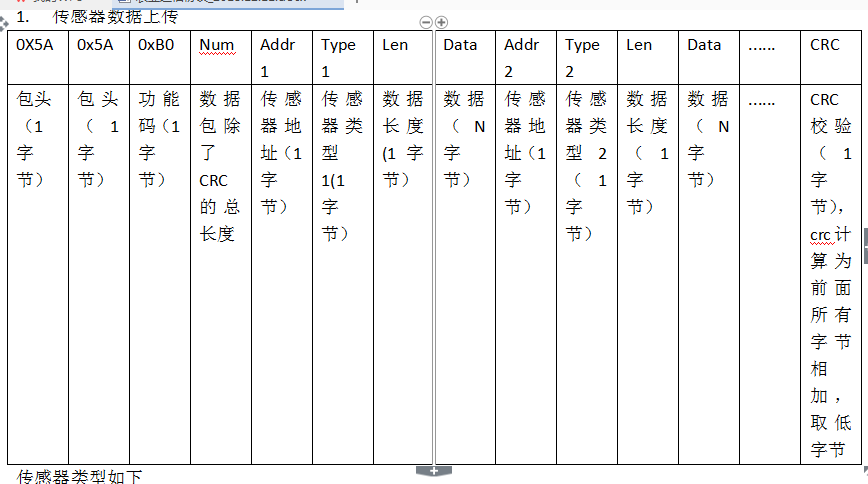 1. 传感器数据上传
0X5A 0x5A 0xB0 Num Addr 1 Type 1 Len Data Addr 2 Type 2 Len Data …… CRC
包头（1字节） 包头（1字节） 功能码（1字节） 数据包除了CRC的总长度 传感器地址（1字节） 传感器类型1(1字节） 数据长度(1字节） 数据（N字节） 传感器地址（1字节） 传感器类型2（1字节） 数据长度（1字节） 数据（N字节） …… CRC校验（1字节），crc计算为前面所有字节相加，取低字节
传感器类型如下